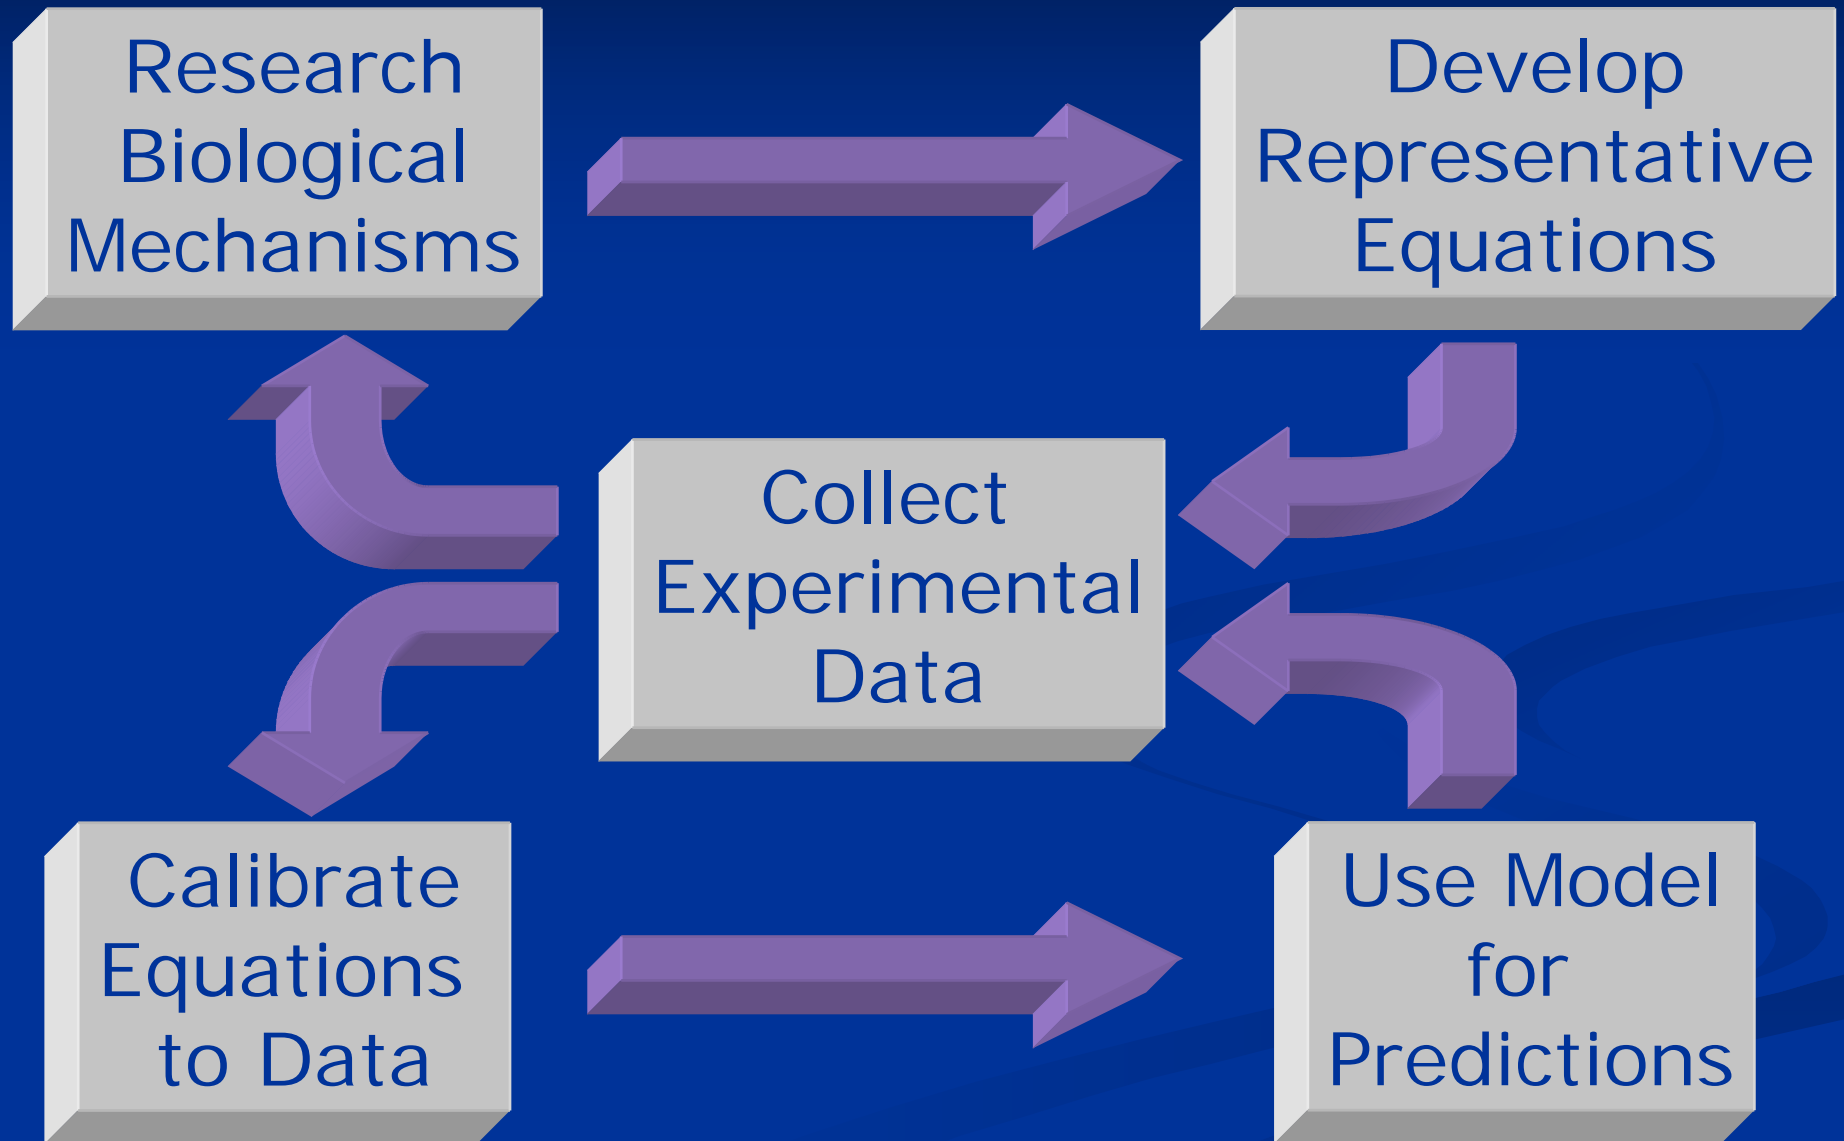 Research
Biological
Mechanisms
Develop
Representative
Equations
Collect
Experimental
Data
Calibrate
Equations
to Data
Use Model
for
Predictions